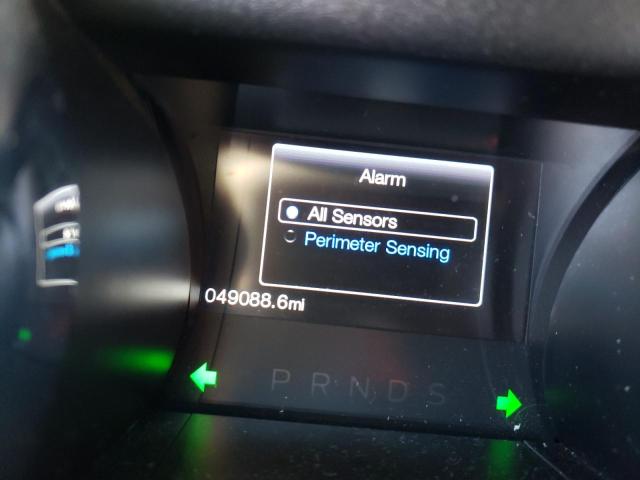 Alarm
All Sensors
Perimeter Sensing
049088.6mi
P R N D S